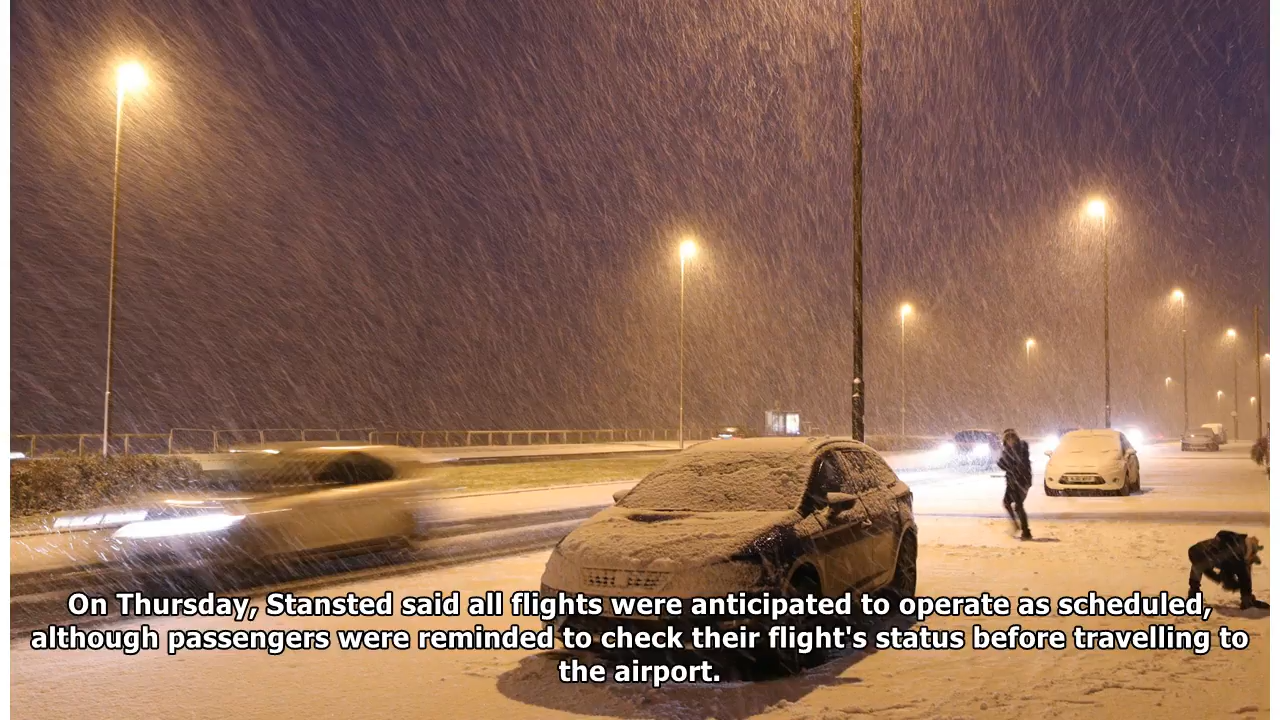 On Thursday, Stansted said all flights were anticipated to operate as scheduled,
although passengers were reminded to check their flight's status before travelling to
the airport.